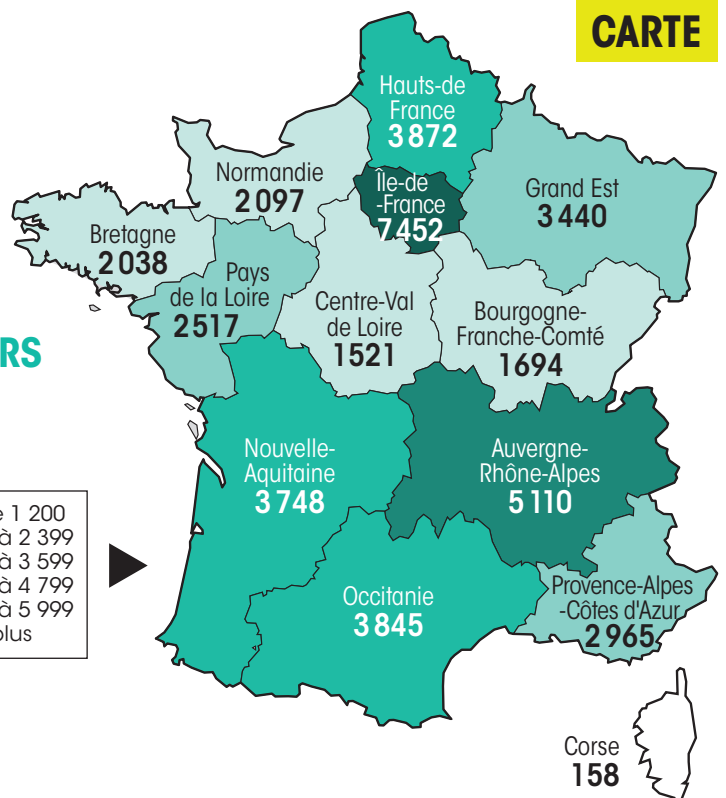 CARTE
Hauts-de
France
3 872
Normandie
2 097
Île-de
-France
7 452
Grand Est
3 440
Bretagne
2 038
Pays
de la Loire
2 517
Centre-Val
de Loire
1 521
Bourgogne-
Franche-Comté
1 694
RS
Nouvelle-
Aquitaine
3 748
Auvergne-
Rhône-Alpes
5 110
e 1 200
à 2 399
à 3 599
à 4 799
à 5 999
plus
Occitanie
3 845
Provence-Alpes
-Côtes d'Azur
2 965
Corse
158